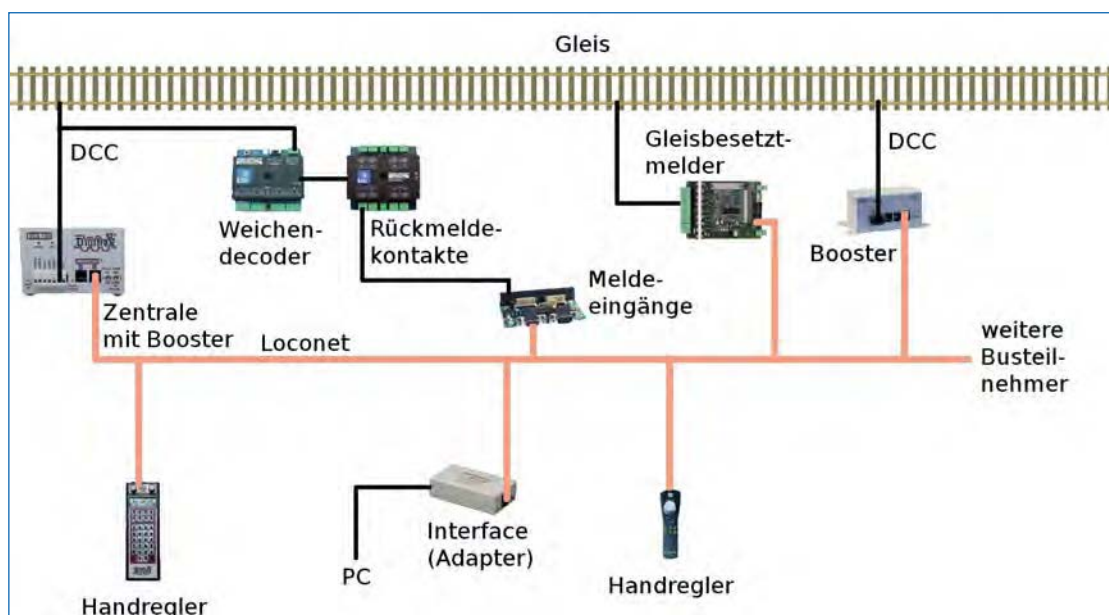 Gleis
DCC
Weichen-
decoder
Rückmelde-
kontakte
Gleisbesetzt-
melder
DCC
Booster
Melde-
eingänge
Zentrale
mit Booster
Loconet
weitere
Busteil-
nehmer
Handregler
PC
Interface
(Adapter)
Handregler